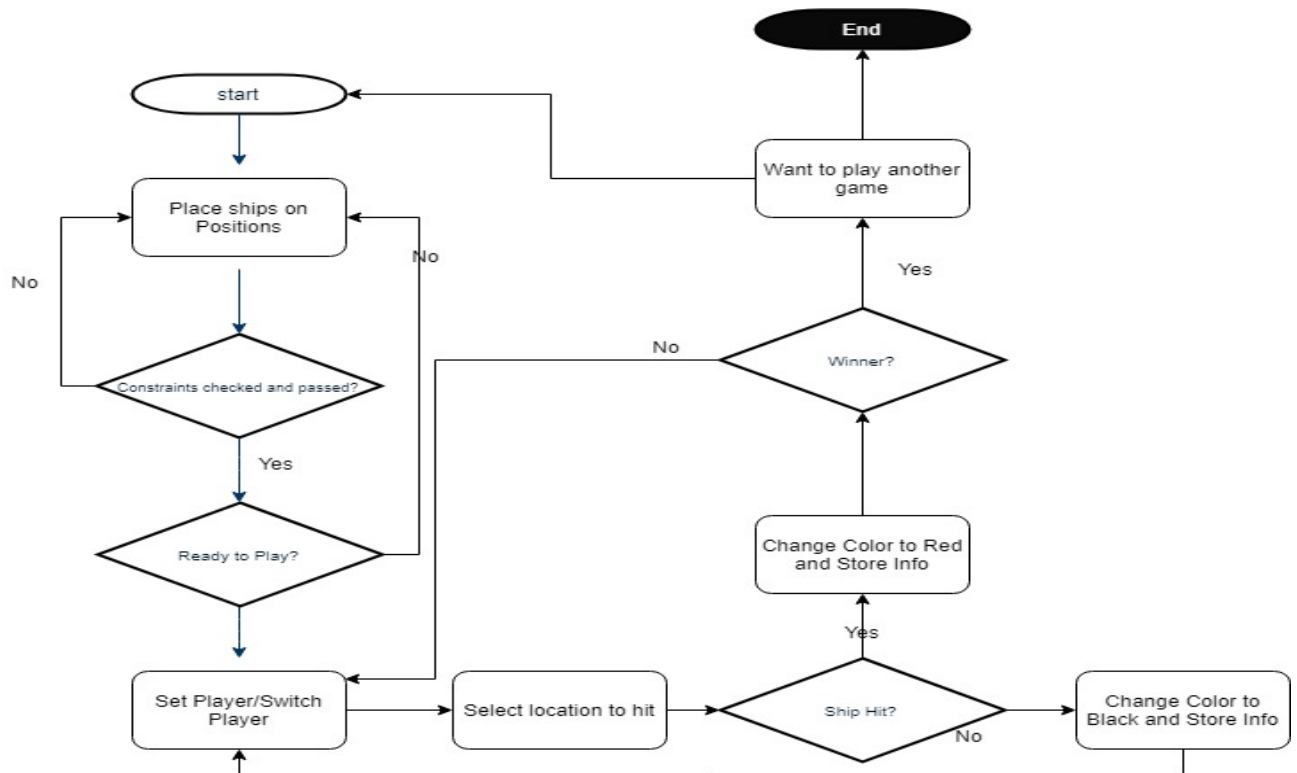 End
start
Want to play another
game
Place ships on
Positions
No
No
Yes
Winner?
No
Constraints checked and passed?
Yes
Ready to Play?
Change Color to Red
and Store Info
Yes
Set Player/Switch
Player
Select location to hit
Ship Hit?
No
Change Color to
Black and Store Info